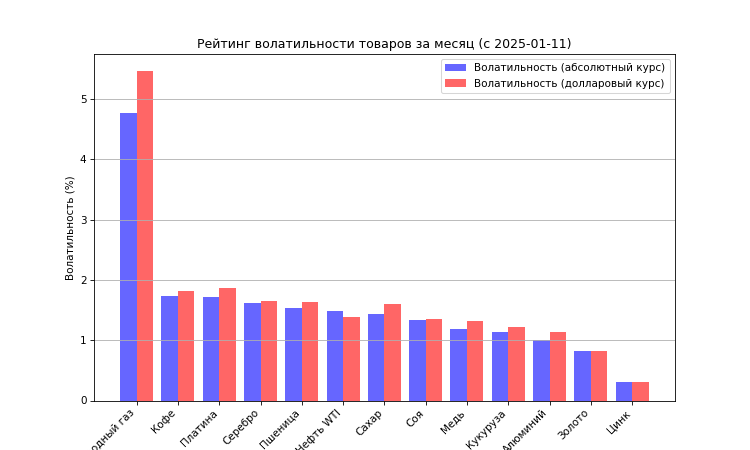 Рейтинг волатильности товаров за месяц (с 2025-01-11)
Волатильность (абсолютный курс)
Волатильность (долларовый курс)
Волатильность (%)
5
4
3
2
1
0
одный газ
Кофе
Платина
Серебро
Пшеница
Нефть WTI
Сахар
Соя
Медь
Кукуруза
Алюминий
Золото
Цинк